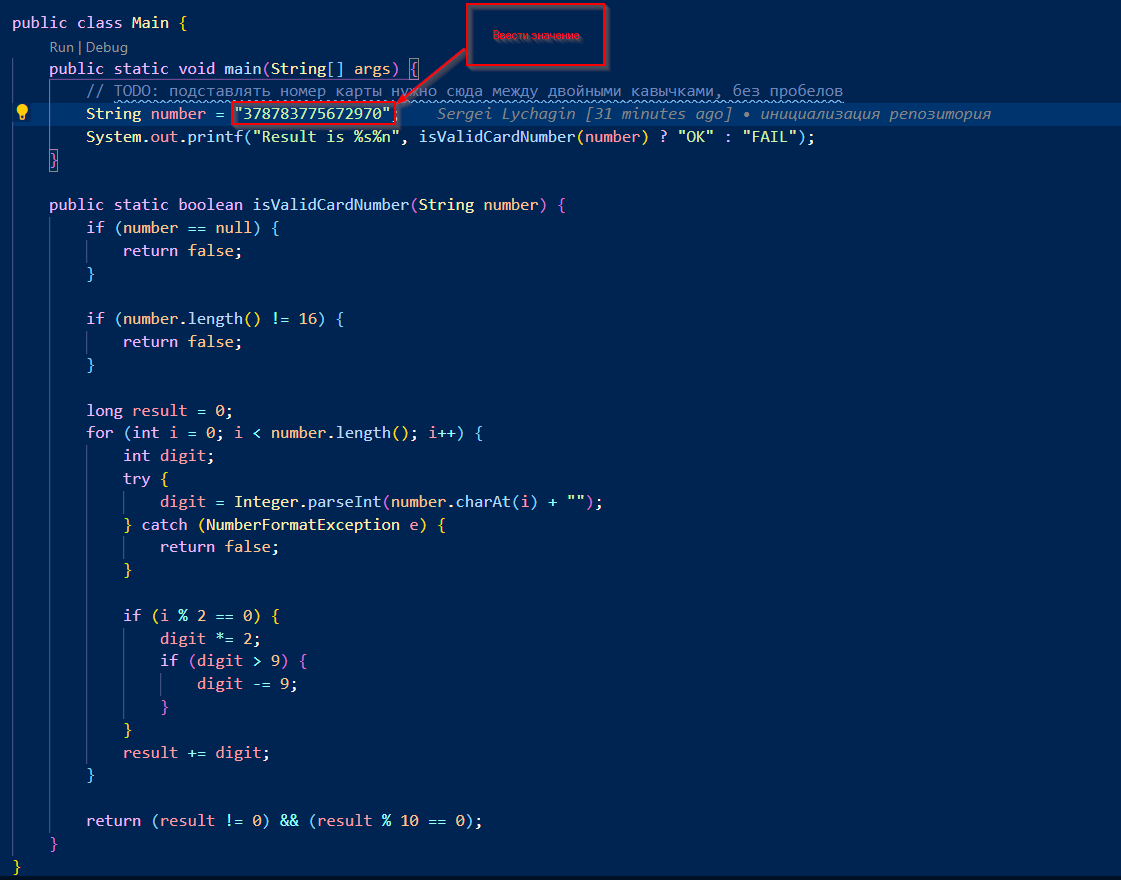 public class Main {
Run | Debug
public static void main(String[] args) {
// TODO: подставлять номер карты нужно сюда между двойными кавычками, без пробелов
String number = "378783775672970"; Sergei Lychagin [31 minutes ago] • инициализация репозитория
System.out.printf("Result is %s%n", isValidCardNumber(number) ? "OK" : "FAIL");
}
Ввести значение
public static boolean isValidCardNumber(String number) {
if (number == null) {
return false;
}
if (number.length() != 16) {
return false;
}
long result = 0;
for (int i = 0; i < number.length(); i++) {
int digit;
try {
digit = Integer.parseInt(number.charAt(i) + "");
} catch (NumberFormatException e) {
return false;
}
if (i % 2 == 0) {
digit *= 2;
if (digit > 9) {
digit -= 9;
}
}
result += digit;
}
return (result != 0) && (result % 10 == 0);
}
}